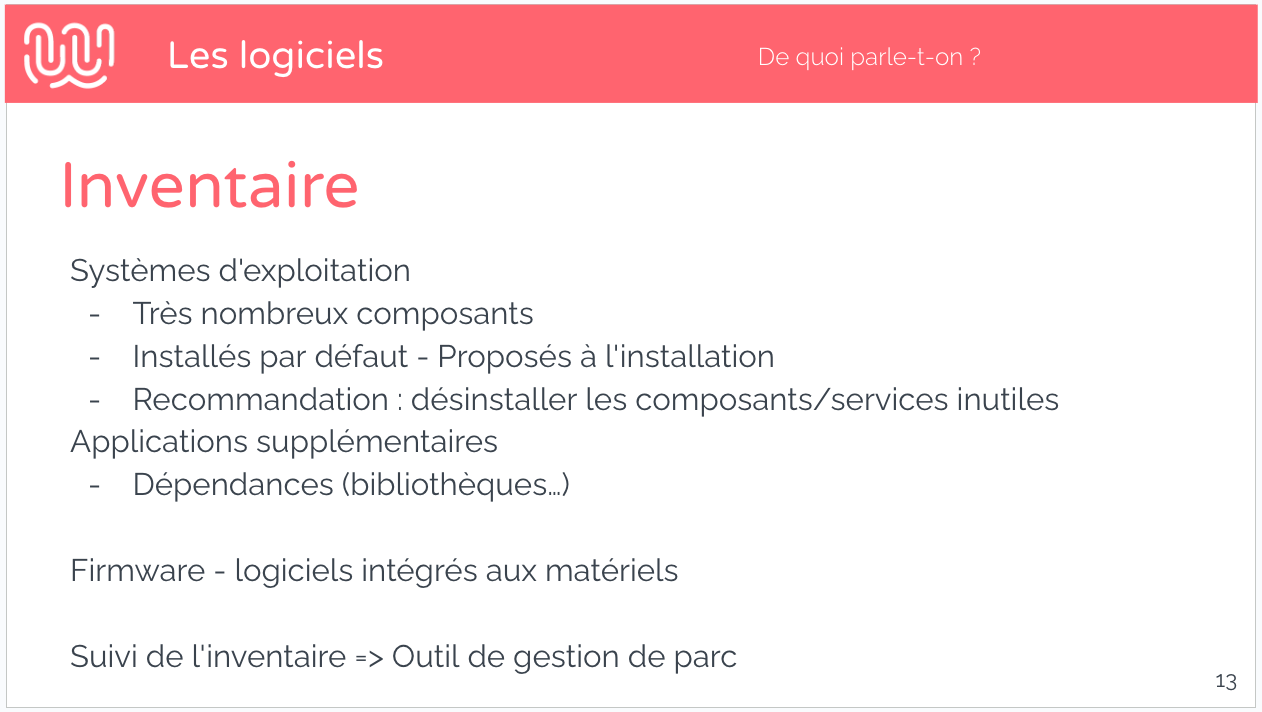 Les logiciels
De quoi parle-t-on ?
Inventaire
Systèmes d'exploitation
- Très nombreux composants
- Installés par défaut - Proposés à l'installation
- Recommandation : désinstaller les composants/services inutiles
Applications supplémentaires
- Dépendances (bibliothèques…)
Firmware - logiciels intégrés aux matériels
Suivi de l'inventaire => Outil de gestion de parc
13